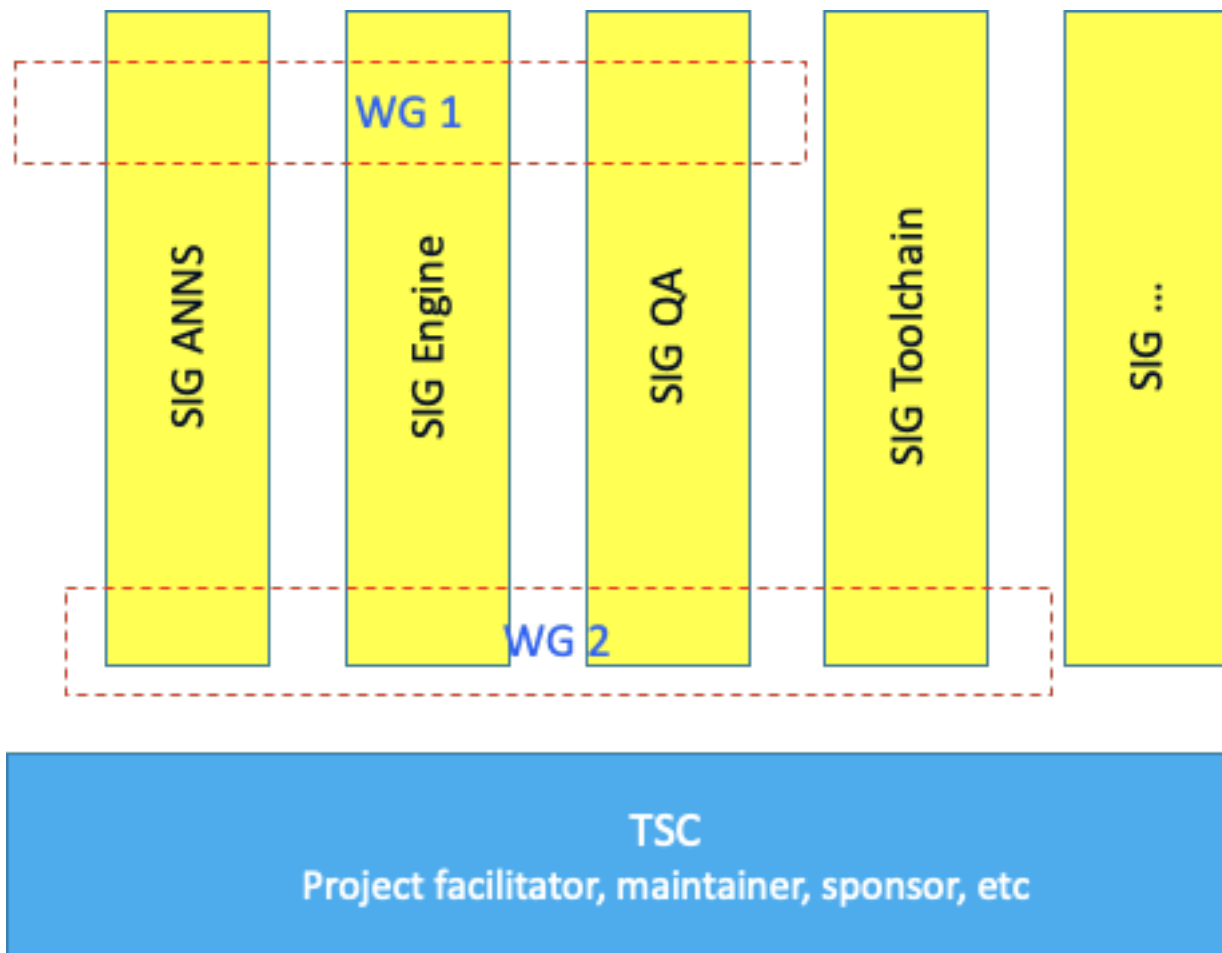 WG 1
SIG ANNS
SIG Engine
SIG QA
SIG Toolchain
SIG ...
WG 2
TSC
Project facilitator, maintainer, sponsor, etc